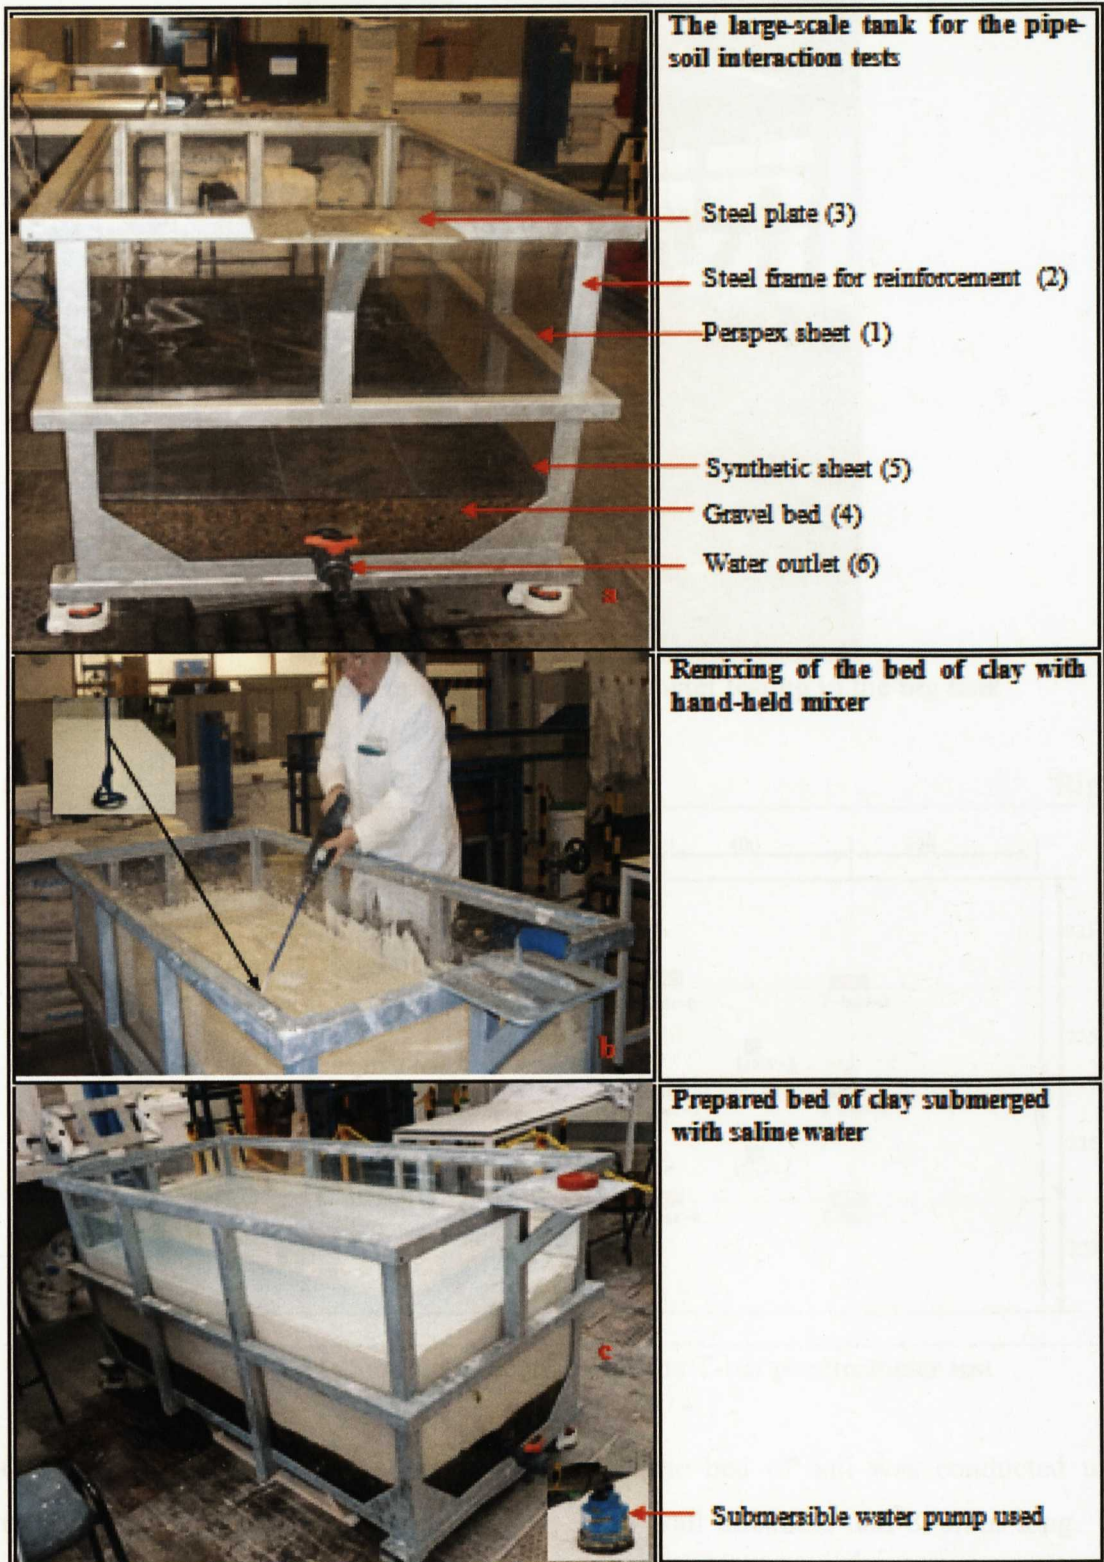 The large-scale tank for the pipe-
soil interaction tests
Steel plate (3)
Steel frame for reinforcement (2)
Perspex sheet (1)
Synthetic sheet (5)
Gravel bed (4)
Water outlet (6)
a
Remixing of the bed of clay with
hand-held mixer
b
Prepared bed of clay submerged
with saline water
c
Submersible water pump used